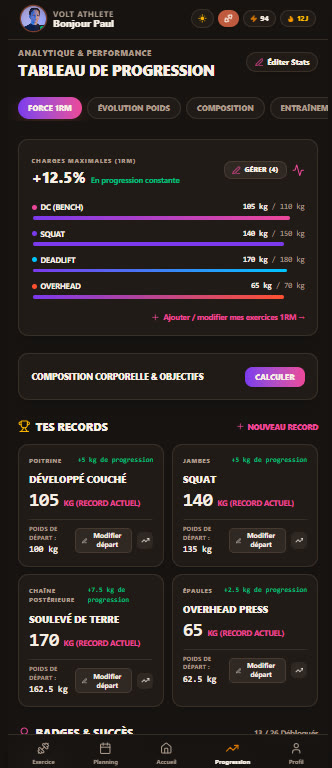 VOLT ATHLETE
Bonjour Paul
94
12J
ANALYTIQUE & PERFORMANCE
TABLEAU DE PROGRESSION
Éditer Stats
FORCE 1RM
ÉVOLUTION POIDS
COMPOSITION
ENTRAÎNEM
CHARGES MAXIMALES (1RM)
+12.5% En progression constante
GÉRER (4)
DC (BENCH) 105 kg / 110 kg
SQUAT 140 kg / 150 kg
DEADLIFT 170 kg / 180 kg
OVERHEAD 65 kg / 70 kg
+ Ajouter / modifier mes exercices 1RM →
COMPOSITION CORPORELLE & OBJECTIFS
CALCULER
TES RECORDS
+ NOUVEAU RECORD
POITRINE +5 kg de progression
DÉVELOPPÉ COUCHÉ
105 KG (RECORD ACTUEL)
POIDS DE
DÉPART :
100 kg
Modifier
départ
JAMBES +5 kg de progression
SQUAT
140 KG (RECORD ACTUEL)
POIDS DE
DÉPART :
135 kg
Modifier
départ
CHAÎNE
POSTÉRIEURE
+7.5 kg de
progression
SOULEVÉ DE TERRE
170 KG (RECORD ACTUEL)
POIDS DE
DÉPART :
162.5 kg
Modifier
départ
ÉPAULES +2.5 kg de progression
OVERHEAD PRESS
65 KG (RECORD ACTUEL)
POIDS DE
DÉPART :
62.5 kg
Modifier
départ
BADGES & SUCCÈS
13 / 26 Débloqués
Exercice
Planning
Accueil
Progression
Profil